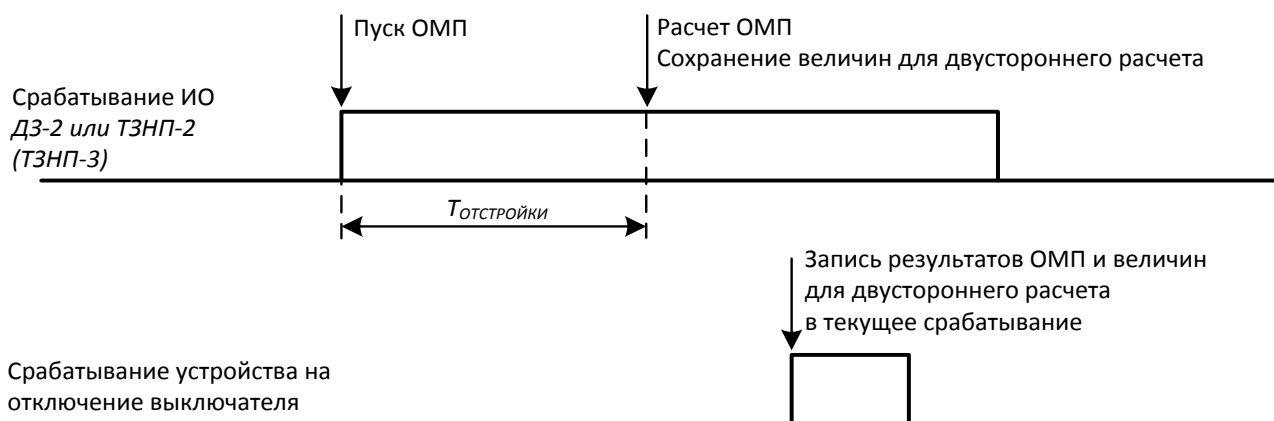 Пуск ОМП
Расчет ОМП
Сохранение величин для двустороннего расчета
Срабатывание ИО
ДЗ-2 или ТЗНП-2
(ТЗНП-3)
TОТСТРОЙКИ
Запись результатов ОМП и величин
для двустороннего расчета
в текущее срабатывание
Срабатывание устройства на
отключение выключателя